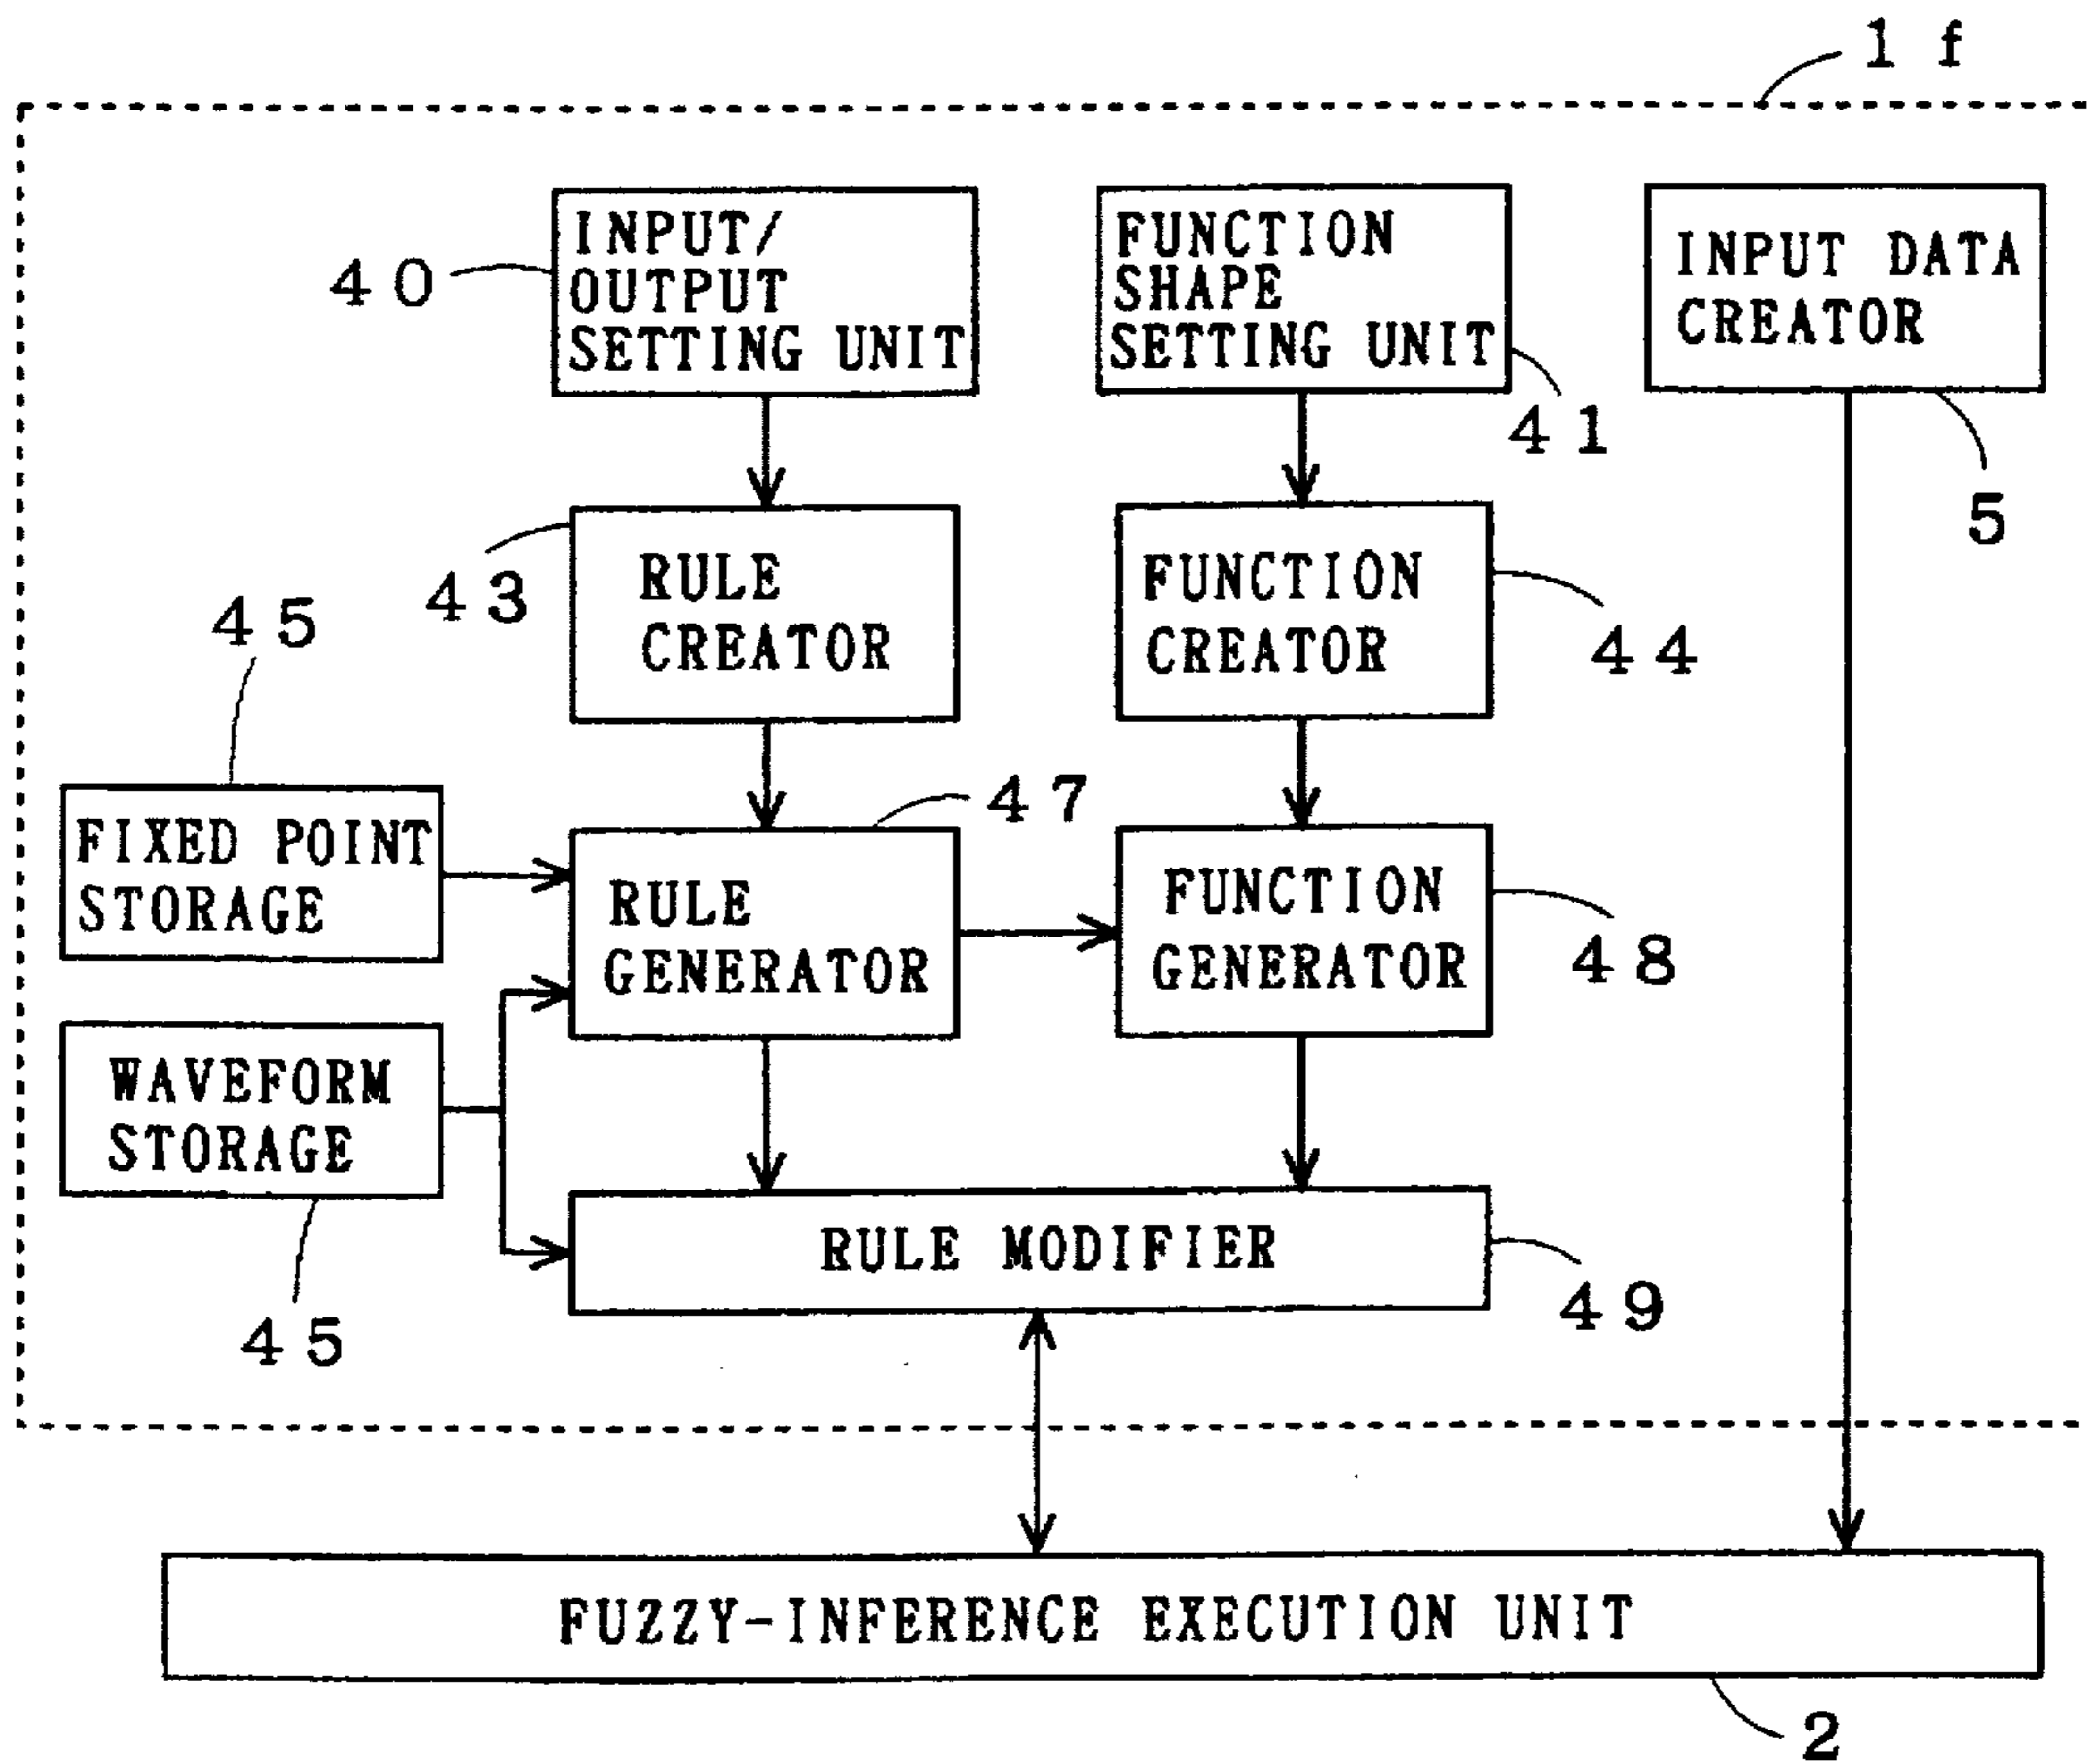 1 f
INPUT/
OUTPUT
SETTING UNIT
40
FUNCTION
SHAPE
SETTING UNIT
41
INPUT DATA
CREATOR
5
RULE
CREATOR
43
FUNCTION
CREATOR
44
45
FIXED POINT
STORAGE
RULE
GENERATOR
47
FUNCTION
GENERATOR
48
WAVEFORM
STORAGE
45
RULE MODIFIER
49
FUZZY-INFERENCE EXECUTION UNIT
2